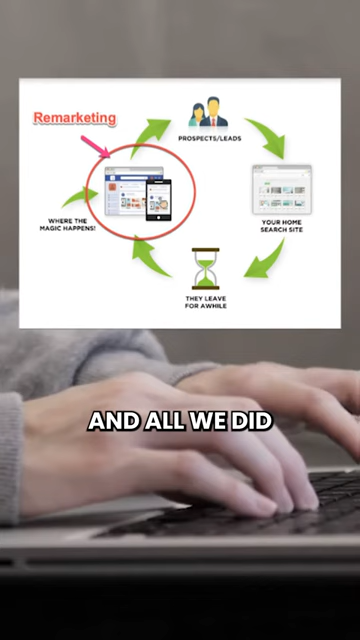 Remarketing
PROSPECTS/LEADS
WHERE THE
MAGIC HAPPENS!
YOUR HOME
SEARCH SITE
THEY LEAVE
FOR AWHILE
AND ALL WE DID